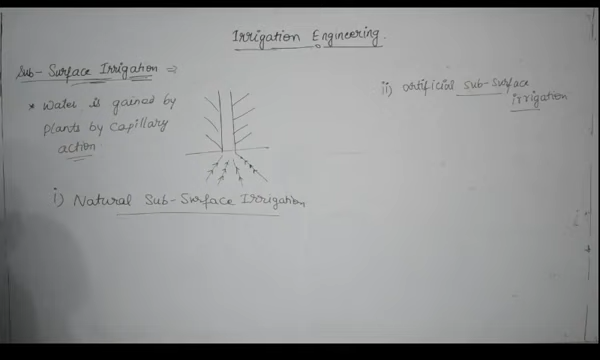 Irrigation Engineering.
Sub-Surface Irrigation ⇒
* Water is gained by
plants by capillary
action.
i) Natural Sub-Surface Irrigation
ii) artificial sub-surface
irrigation